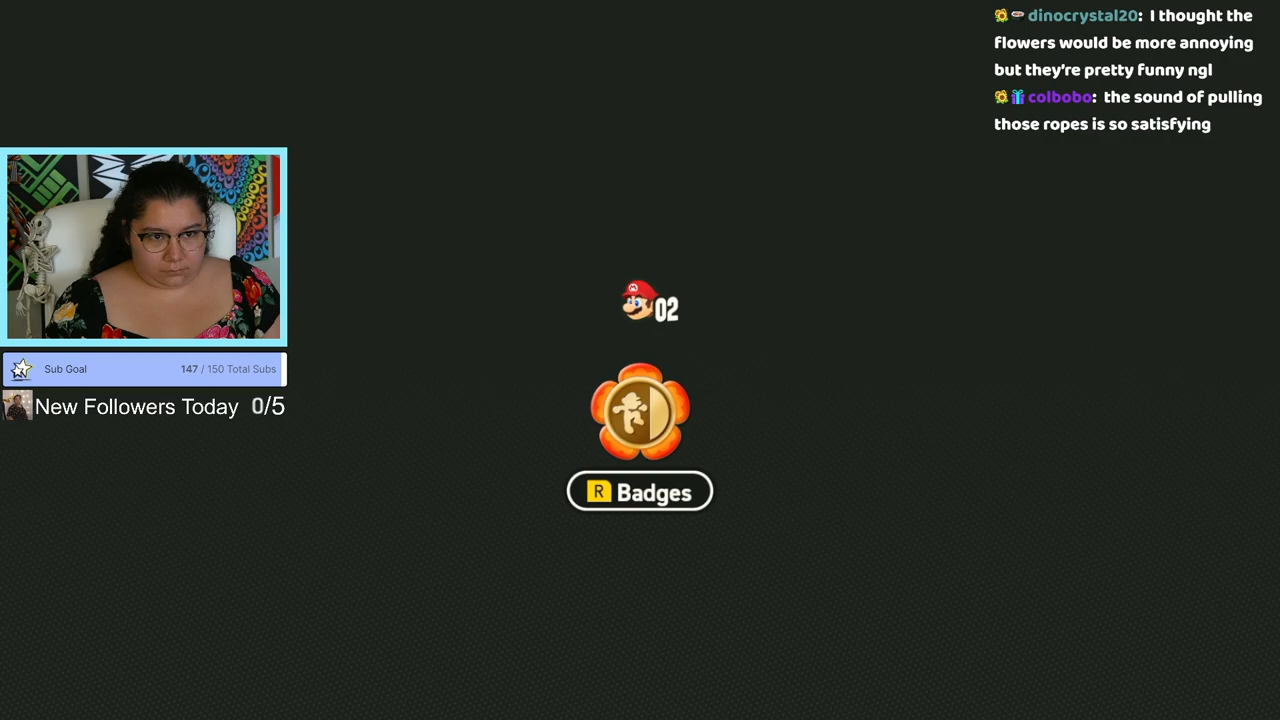 dinocrystal20: I thought the
flowers would be more annoying
but they're pretty funny ngl
colbobo: the sound of pulling
those ropes is so satisfying
Sub Goal 147 / 150 Total Subs
New Followers Today 0/5
M
02
R Badges